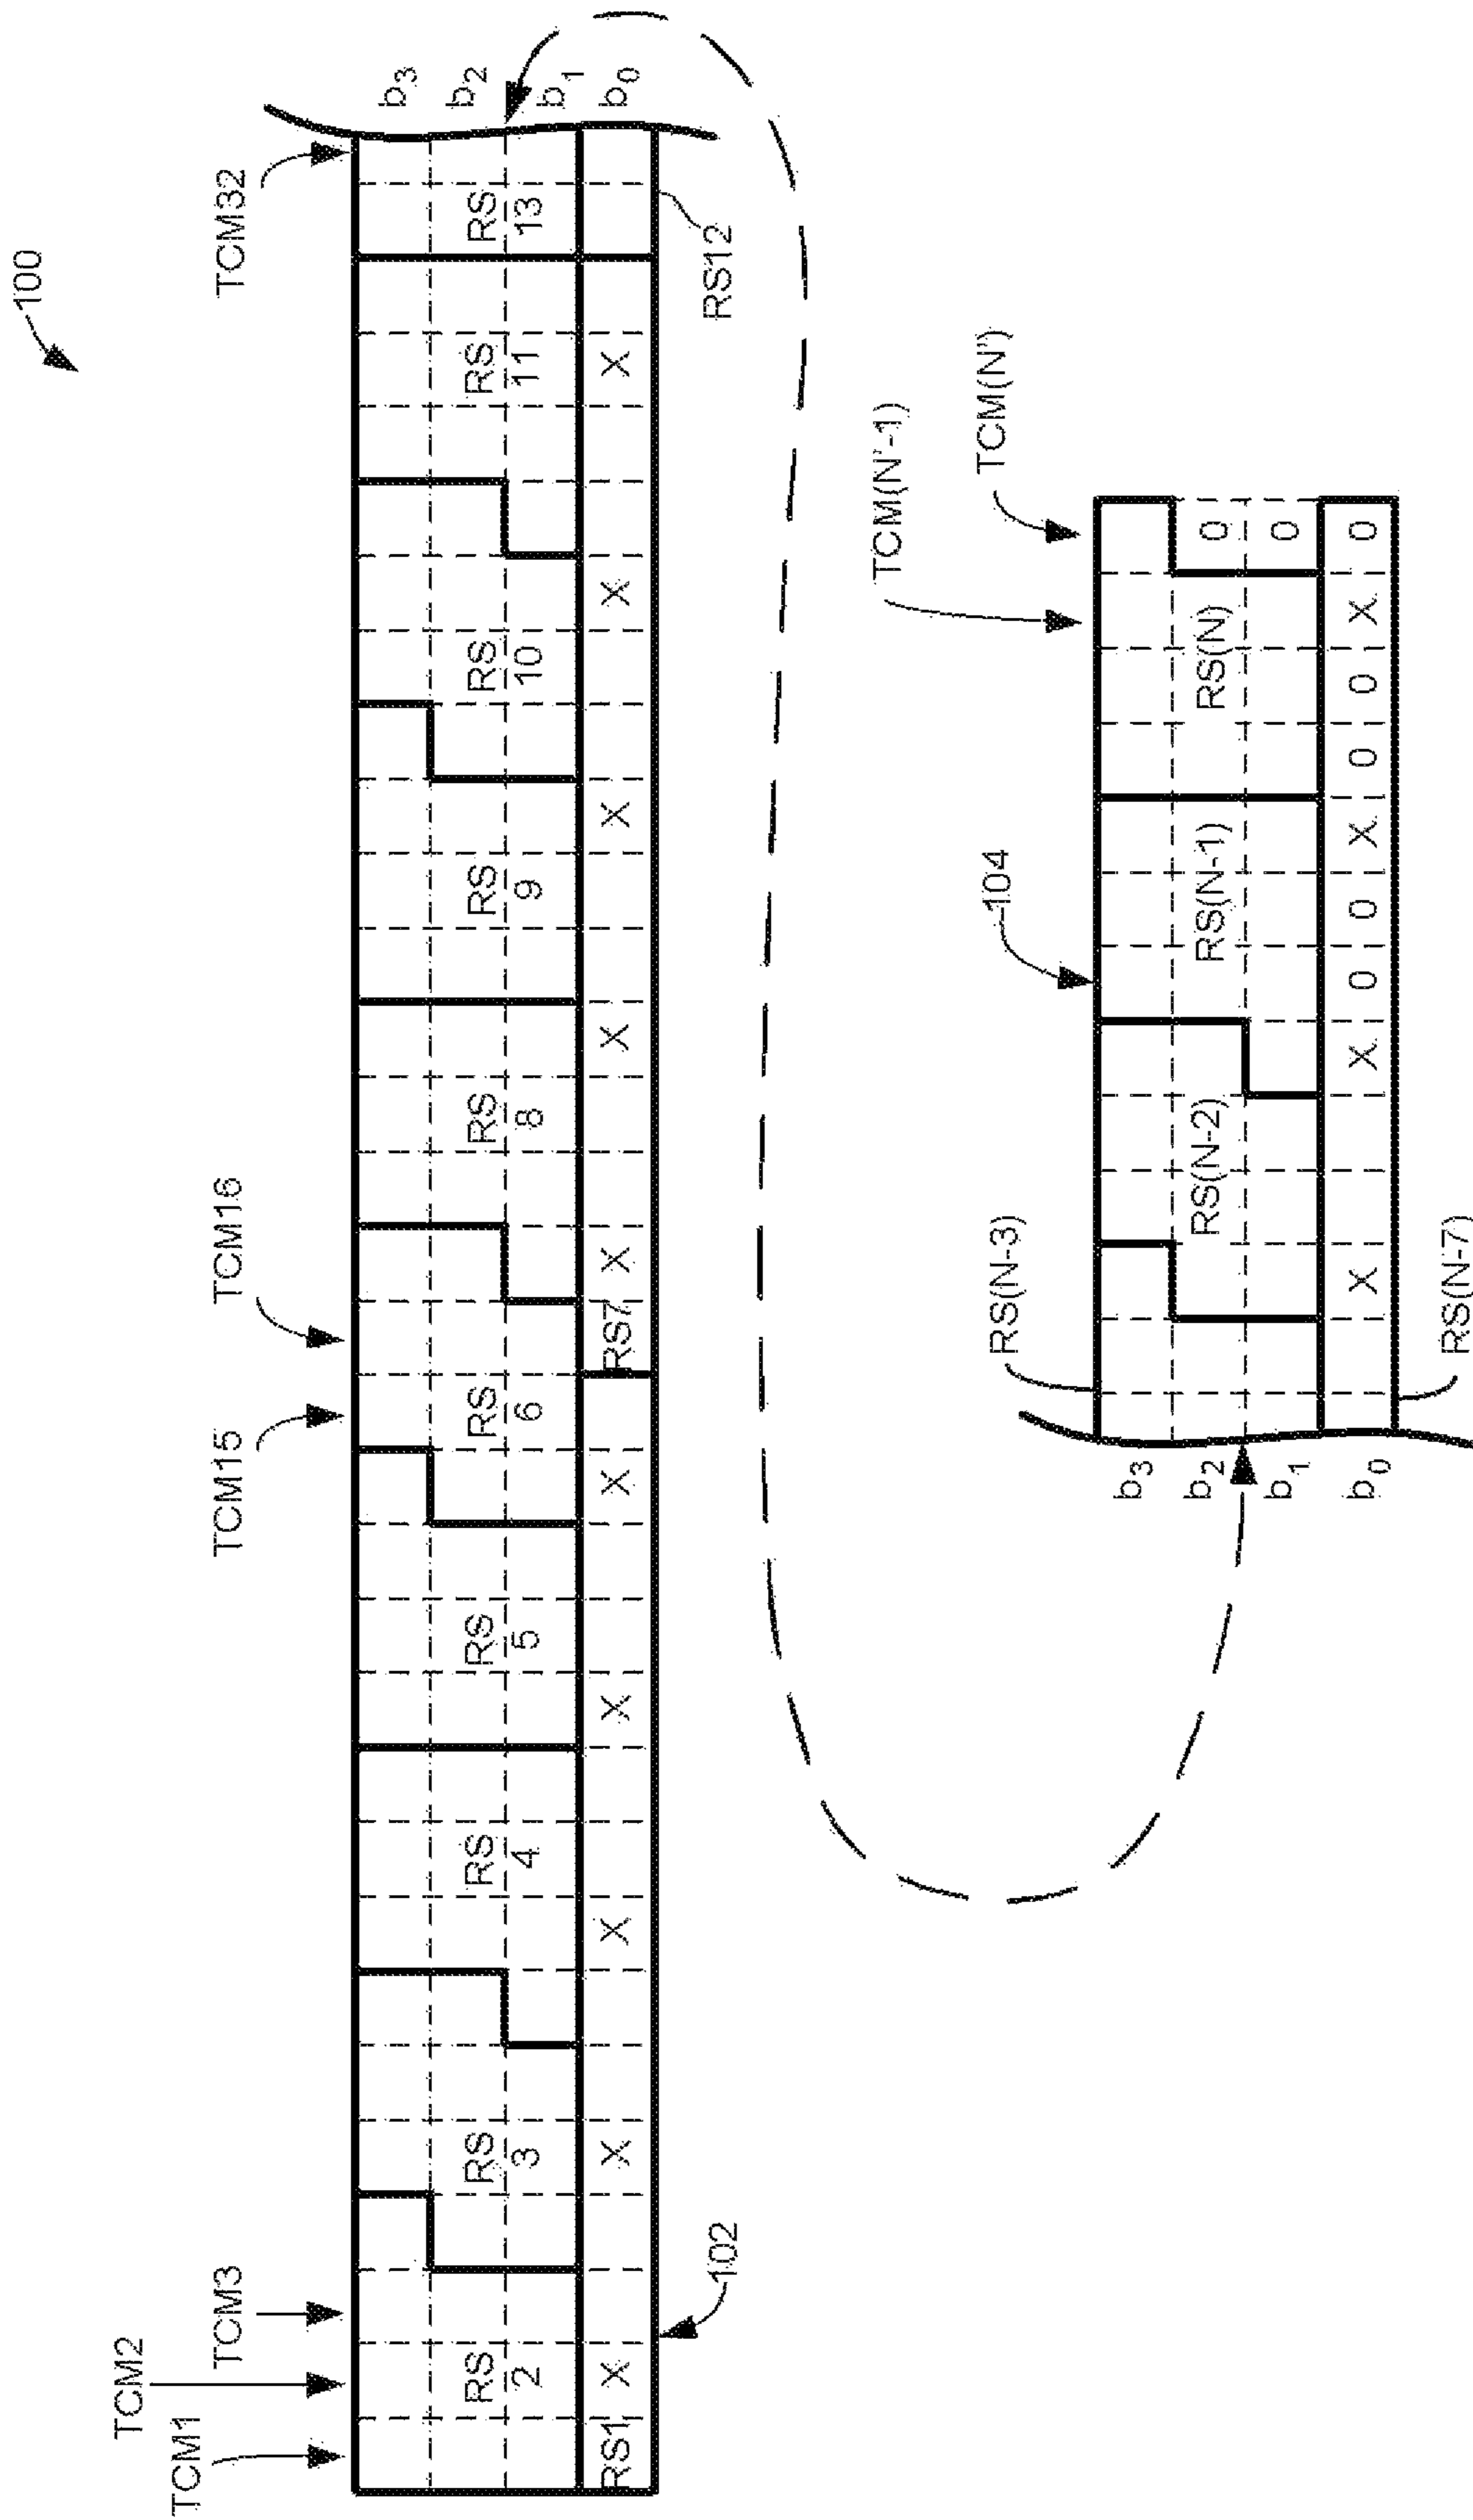 100
TCM1
TCM2
TCM3
TCM15
TCM16
TCM32
b3
b2
b1
b0
RS 2
RS 3
RS 4
RS 5
RS 6
RS 8
RS 9
RS 10
RS 11
RS 13
RS1 X X X X X RS7 X X X X X
102
RS12
RS(N-3)
104
TCM(N'-1)
TCM(N')
b3
b2
b1
b0
RS(N-2)
RS(N-1)
RS(N)
0
0
X X 0 0 X 0 0 X 0
RS(N-7)